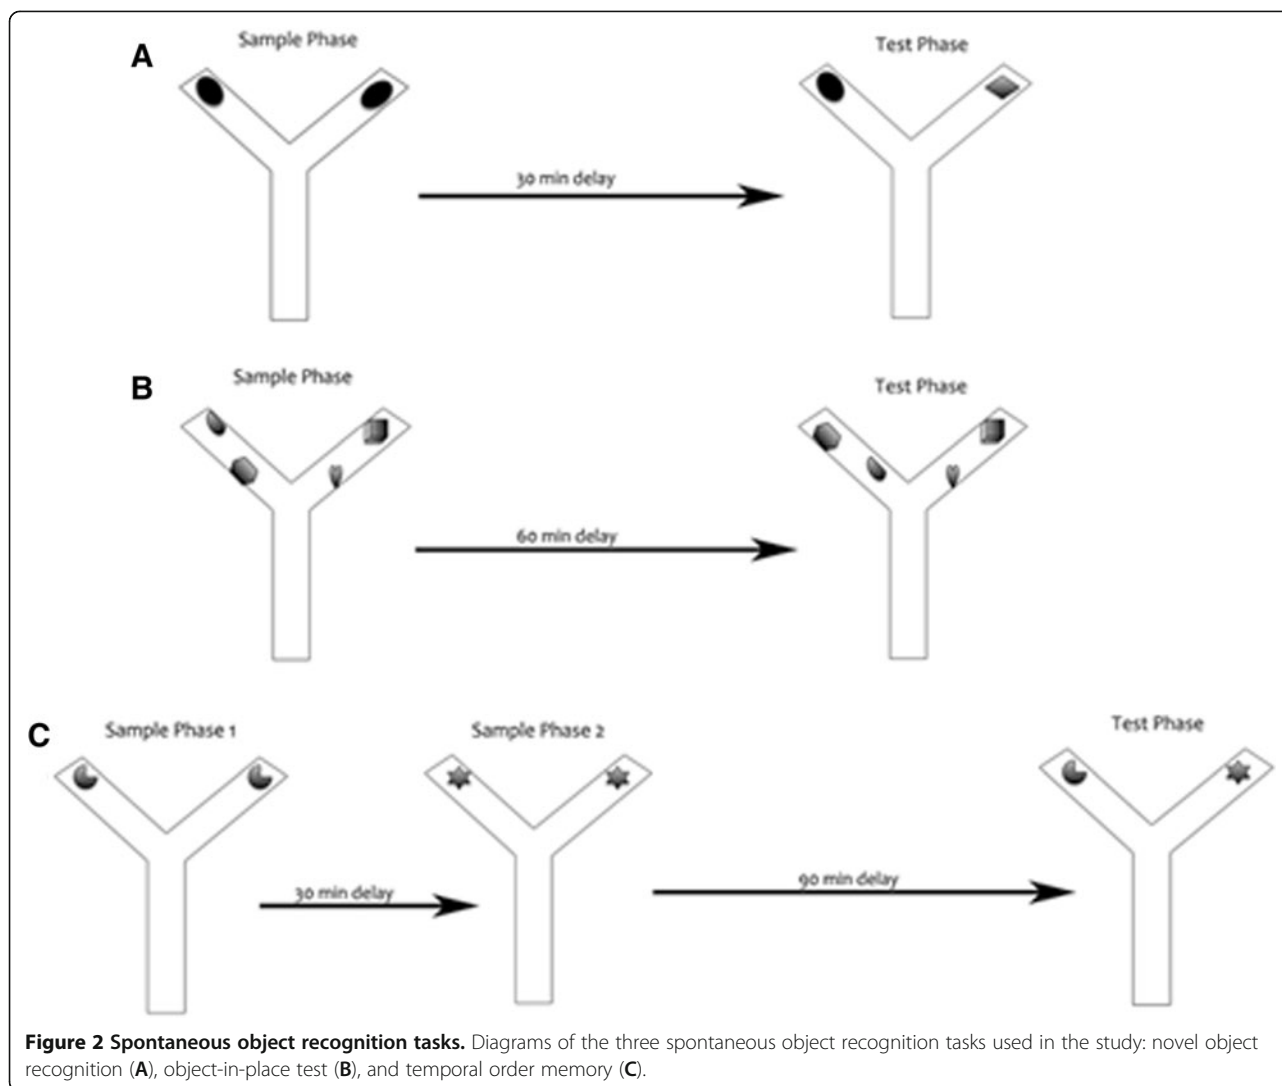 A
Sample Phase
Test Phase
30 min delay
B
Sample Phase
Test Phase
60 min delay
C
Sample Phase 1
Sample Phase 2
Test Phase
30 min delay
90 min delay
Figure 2 Spontaneous object recognition tasks. Diagrams of the three spontaneous object recognition tasks used in the study: novel object
recognition (A), object-in-place test (B), and temporal order memory (C).